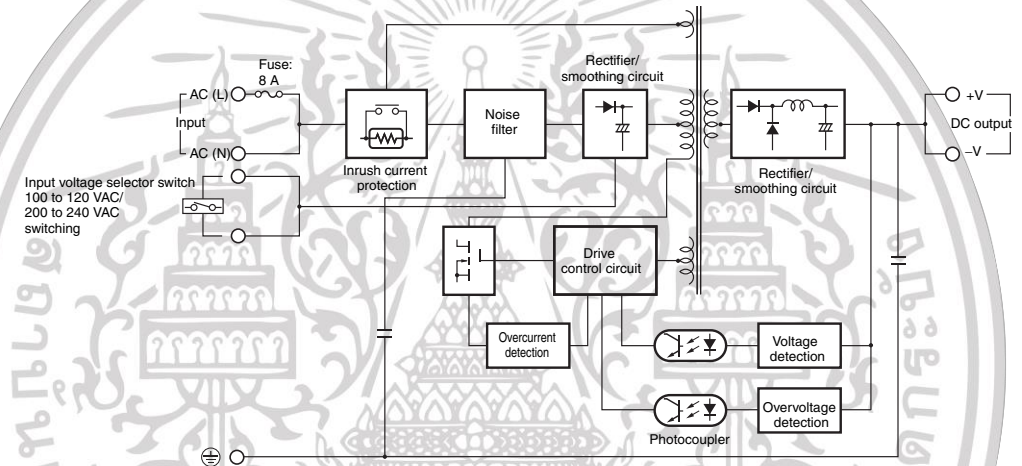 Fuse:
8 A
AC (L)
Input
AC (N)
Input voltage selector switch
100 to 120 VAC/
200 to 240 VAC
switching
Inrush current
protection
Noise
filter
Rectifier/
smoothing circuit
Rectifier/
smoothing circuit
+V
DC output
–V
Drive
control circuit
Overcurrent
detection
Voltage
detection
Overvoltage
detection
Photocoupler